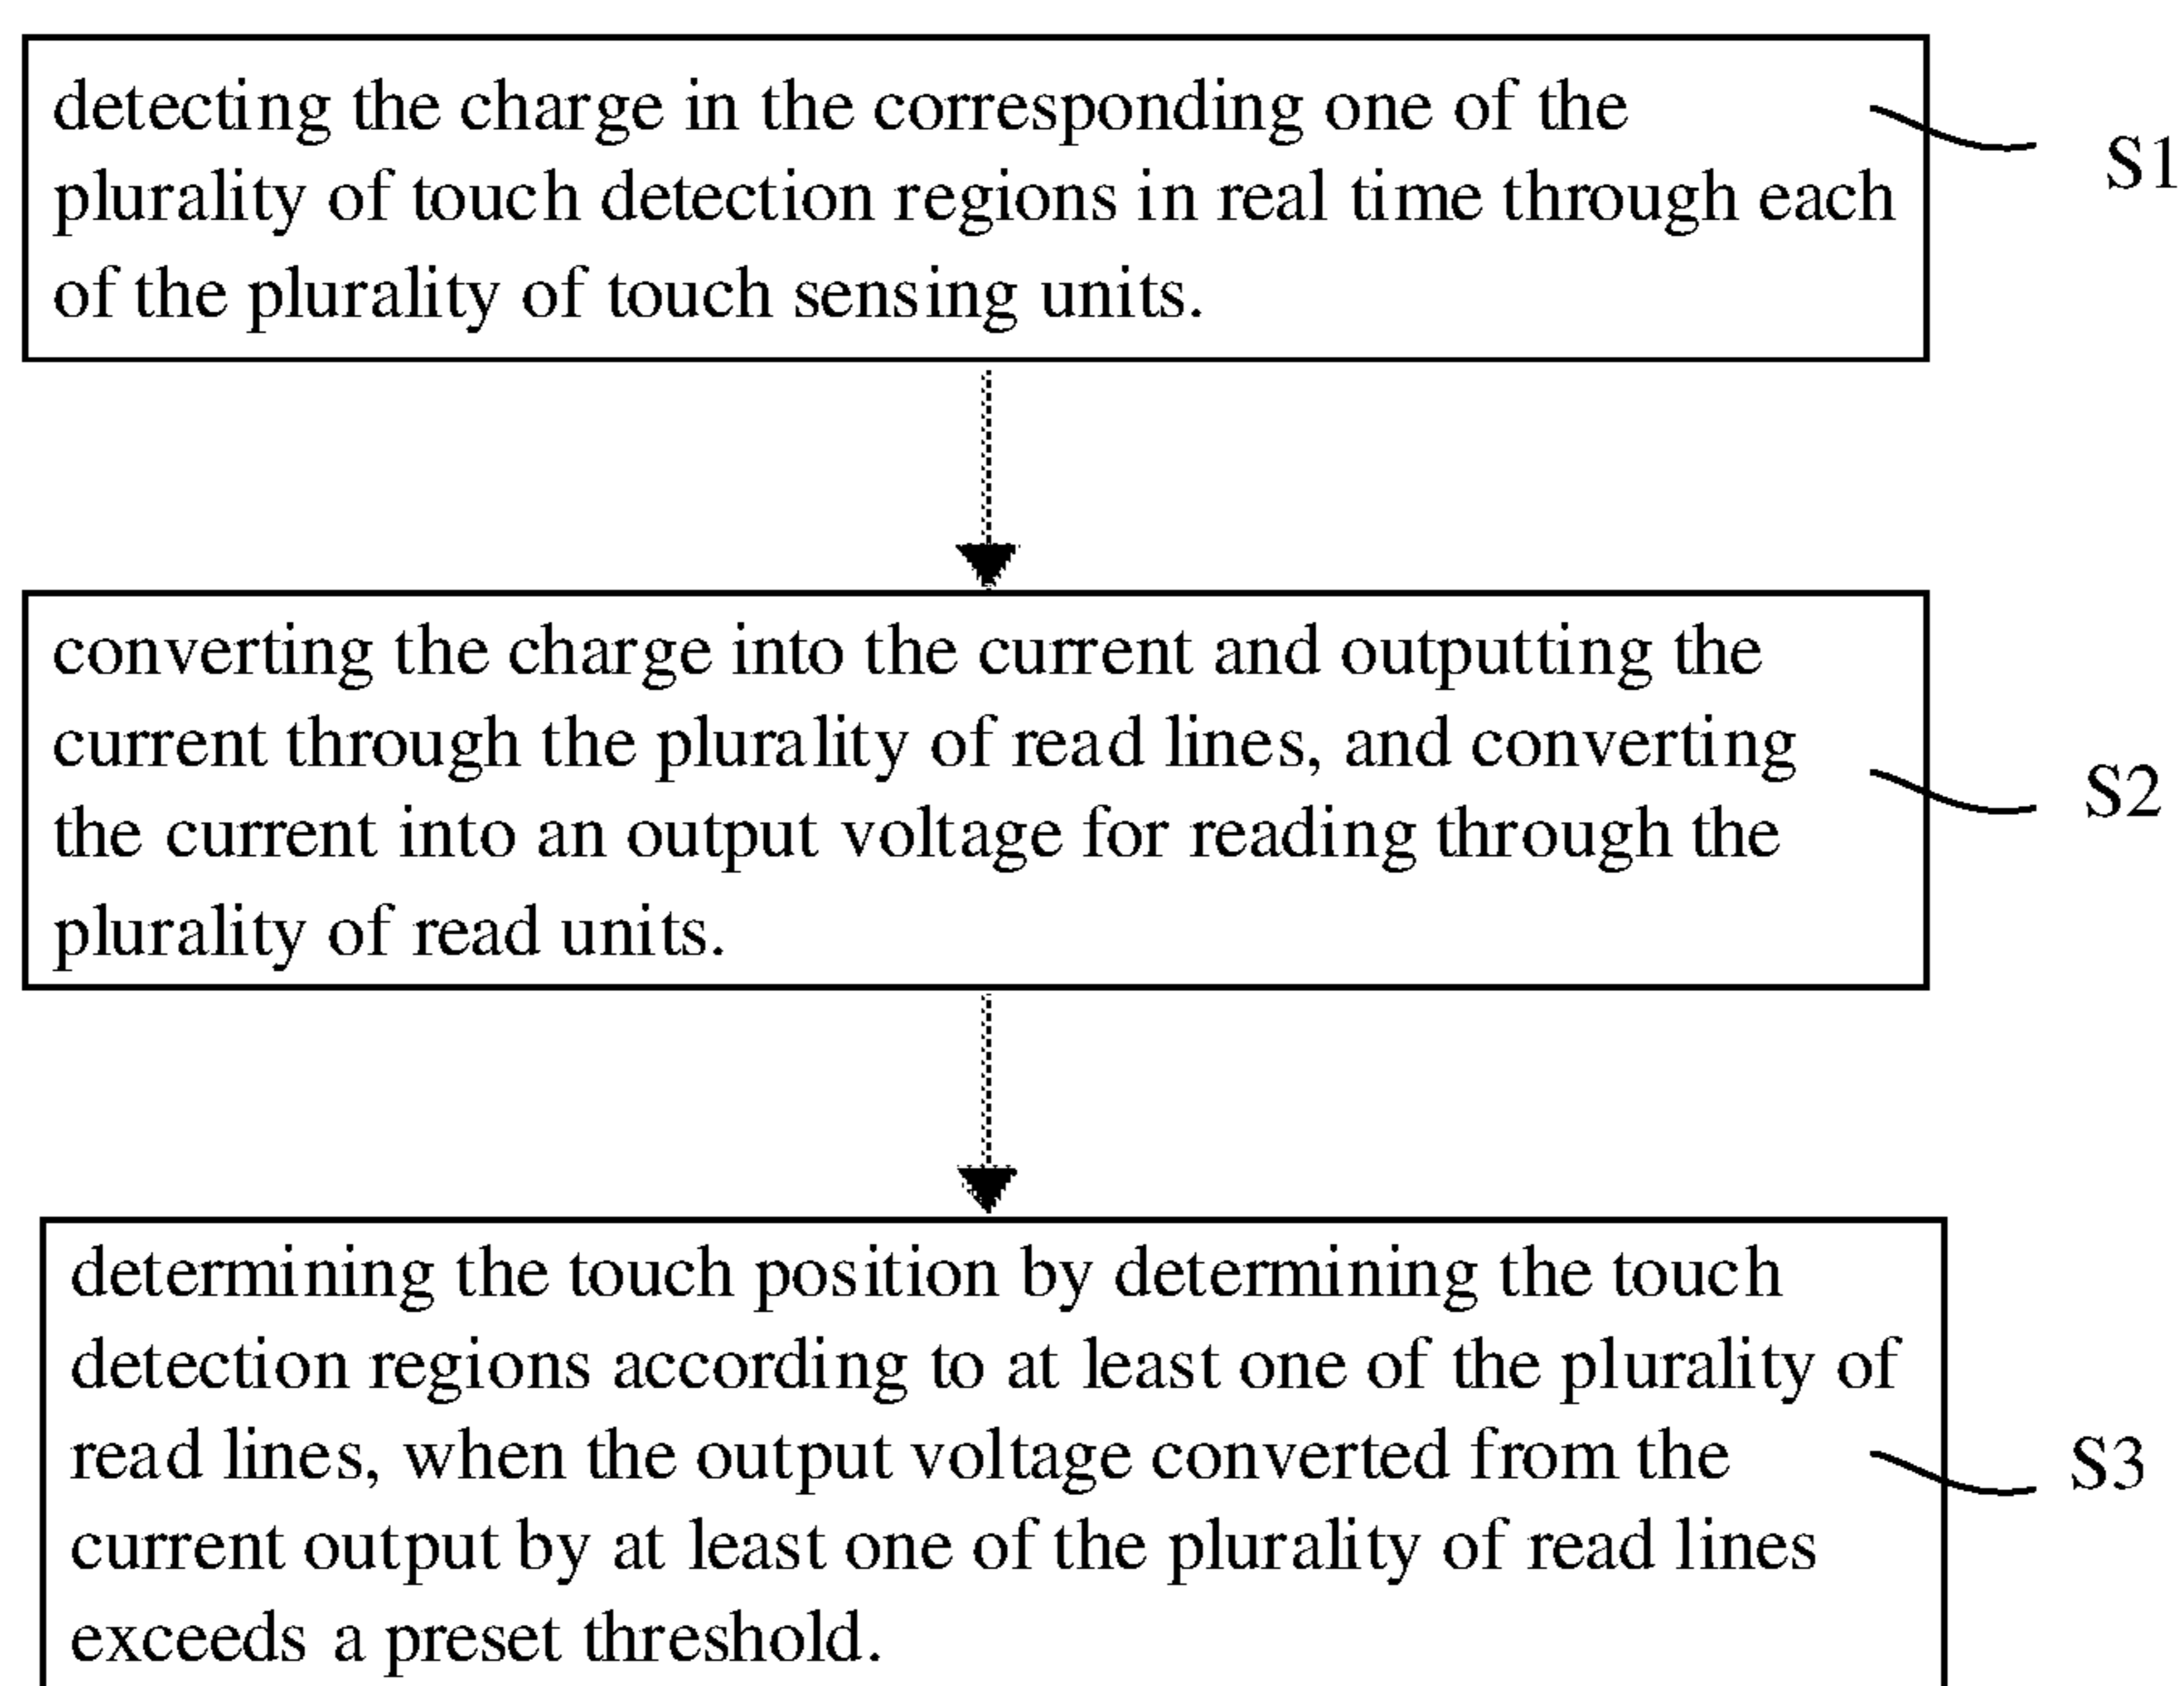 detecting the charge in the corresponding one of the
plurality of touch detection regions in real time through each
of the plurality of touch sensing units.
S1
converting the charge into the current and outputting the
current through the plurality of read lines, and converting
the current into an output voltage for reading through the
plurality of read units.
S2
determining the touch position by determining the touch
detection regions according to at least one of the plurality of
read lines, when the output voltage converted from the
current output by at least one of the plurality of read lines
exceeds a preset threshold.
S3